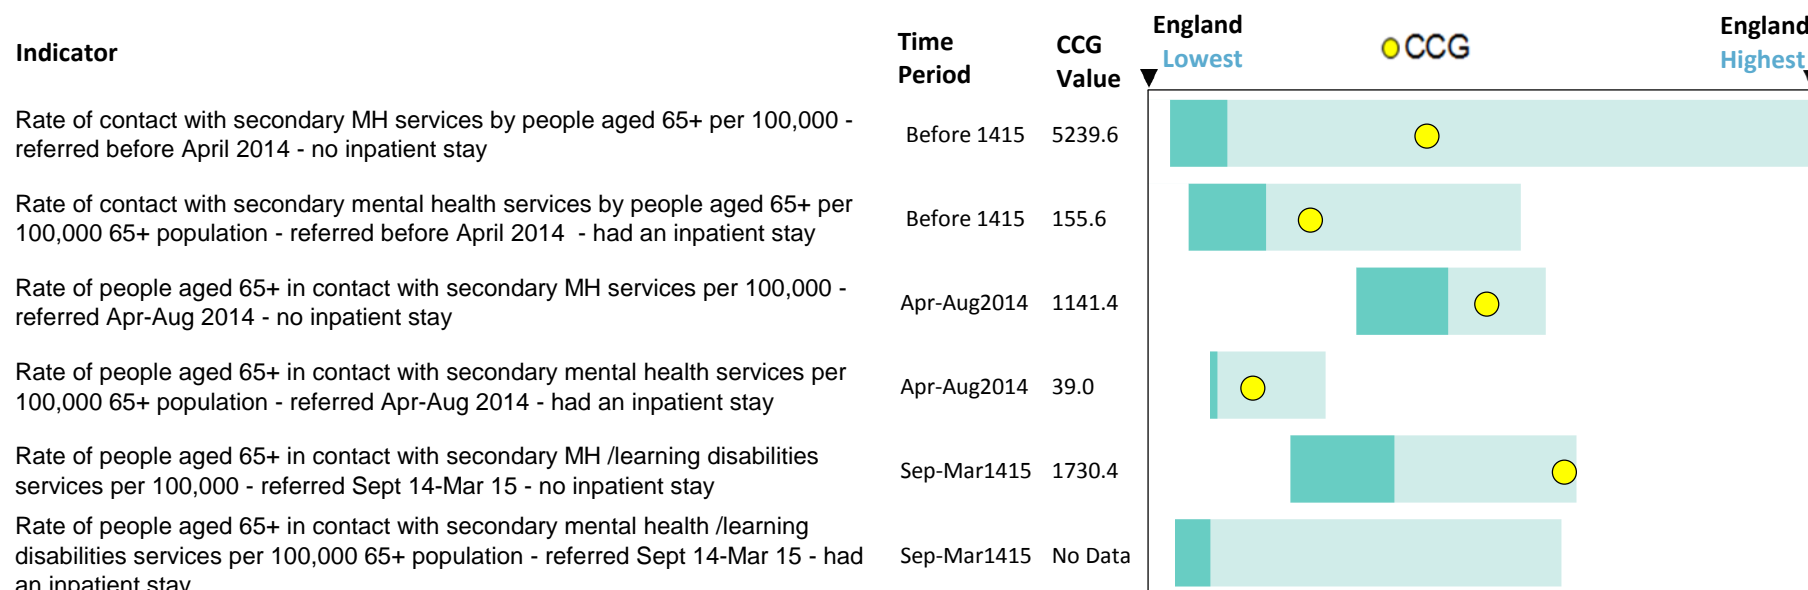 Indicator
Time Period
CCG Value
England Lowest
CCG
England Highest
Rate of contact with secondary MH services by people aged 65+ per 100,000 -
referred before April 2014 - no inpatient stay
Before 1415 5239.6
Rate of contact with secondary mental health services by people aged 65+ per
100,000 65+ population - referred before April 2014  - had an inpatient stay
Before 1415 155.6
Rate of people aged 65+ in contact with secondary MH services per 100,000 -
referred Apr-Aug 2014 - no inpatient stay
Apr-Aug2014 1141.4
Rate of people aged 65+ in contact with secondary mental health services per
100,000 65+ population - referred Apr-Aug 2014 - had an inpatient stay
Apr-Aug2014 39.0
Rate of people aged 65+ in contact with secondary MH /learning disabilities
services per 100,000 - referred Sept 14-Mar 15 - no inpatient stay
Sep-Mar1415 1730.4
Rate of people aged 65+ in contact with secondary mental health /learning
disabilities services per 100,000 65+ population - referred Sept 14-Mar 15 - had
an inpatient stay
Sep-Mar1415 No Data